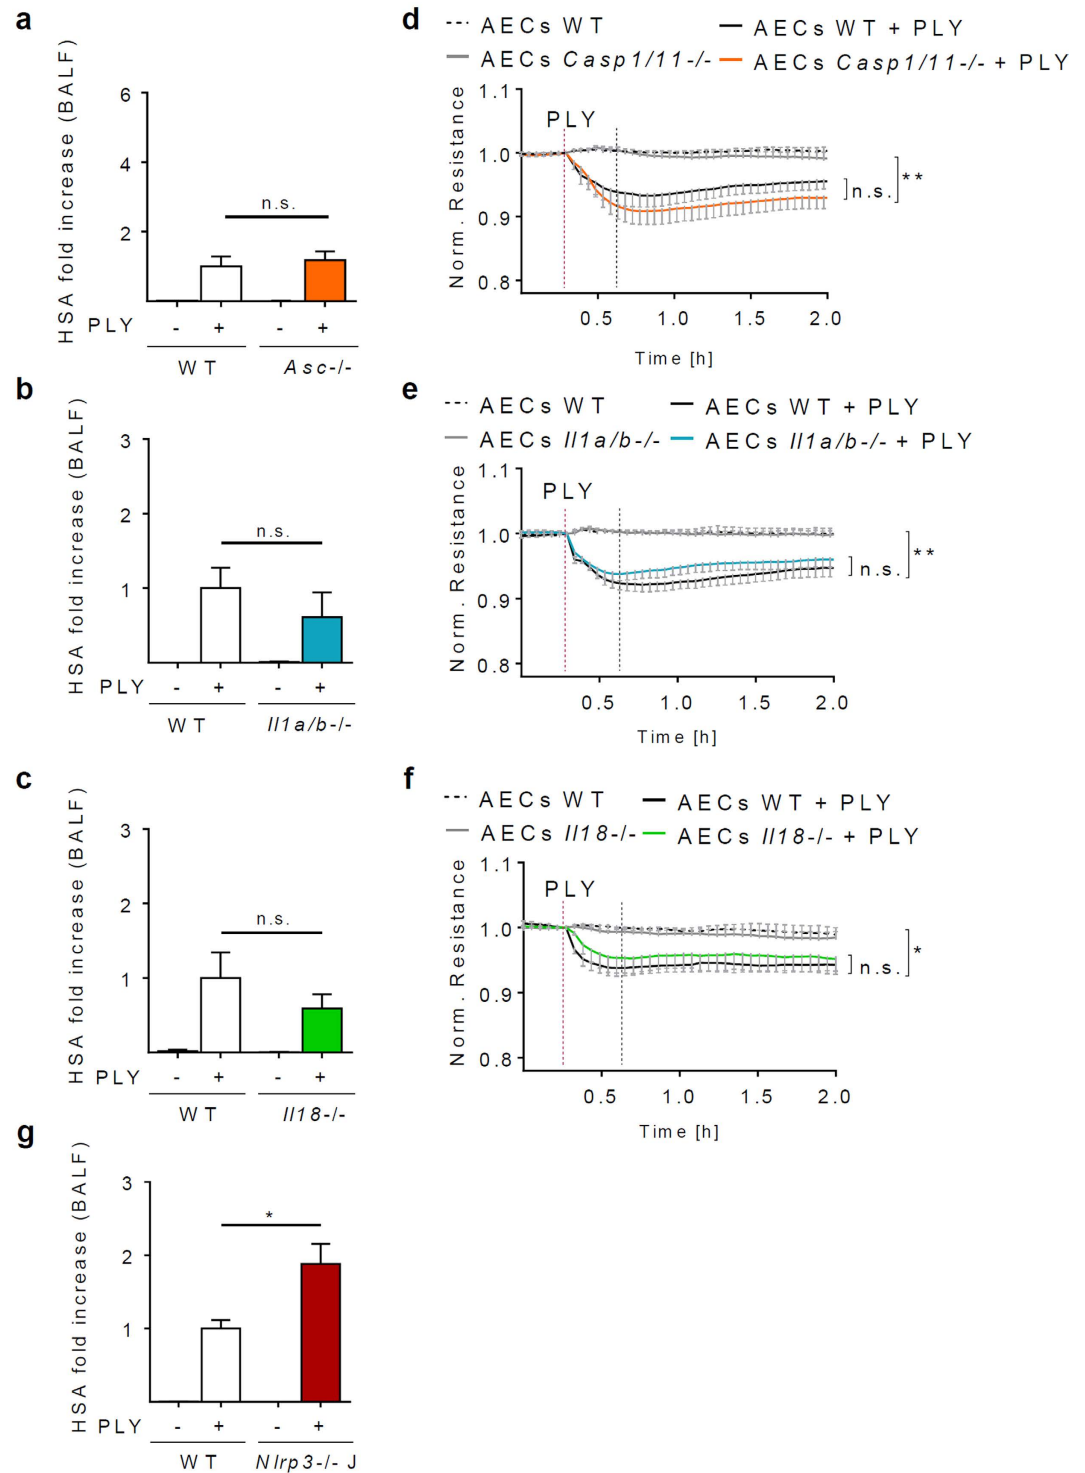 a
HSA fold increase (BALF)
6
4
2
n.s.
PLY - + - +
WT Asc-/-
b
HSA fold increase (BALF)
3
2
1
n.s.
PLY - + - +
WT Il1a/b-/-
c
HSA fold increase (BALF)
3
2
1
n.s.
PLY - + - +
WT Il18-/-
g
HSA fold increase (BALF)
3
2
1
*
PLY - + - +
WT Nlrp3-/- J
d
AECs WT AECs WT + PLY
AECs Casp1/11-/- AECs Casp1/11-/- + PLY
Norm. Resistance
1.1
1.0
0.9
0.8
PLY
n.s.
**
0.5 1.0 1.5 2.0
Time [h]
e
AECs WT AECs WT + PLY
AECs Il1a/b-/- AECs Il1a/b-/- + PLY
Norm. Resistance
1.1
1.0
0.9
0.8
PLY
n.s.
**
0.5 1.0 1.5 2.0
Time [h]
f
AECs WT AECs WT + PLY
AECs Il18-/- AECs Il18-/- + PLY
Norm. Resistance
1.1
1.0
0.9
0.8
PLY
n.s.
*
0.5 1.0 1.5 2.0
Time [h]